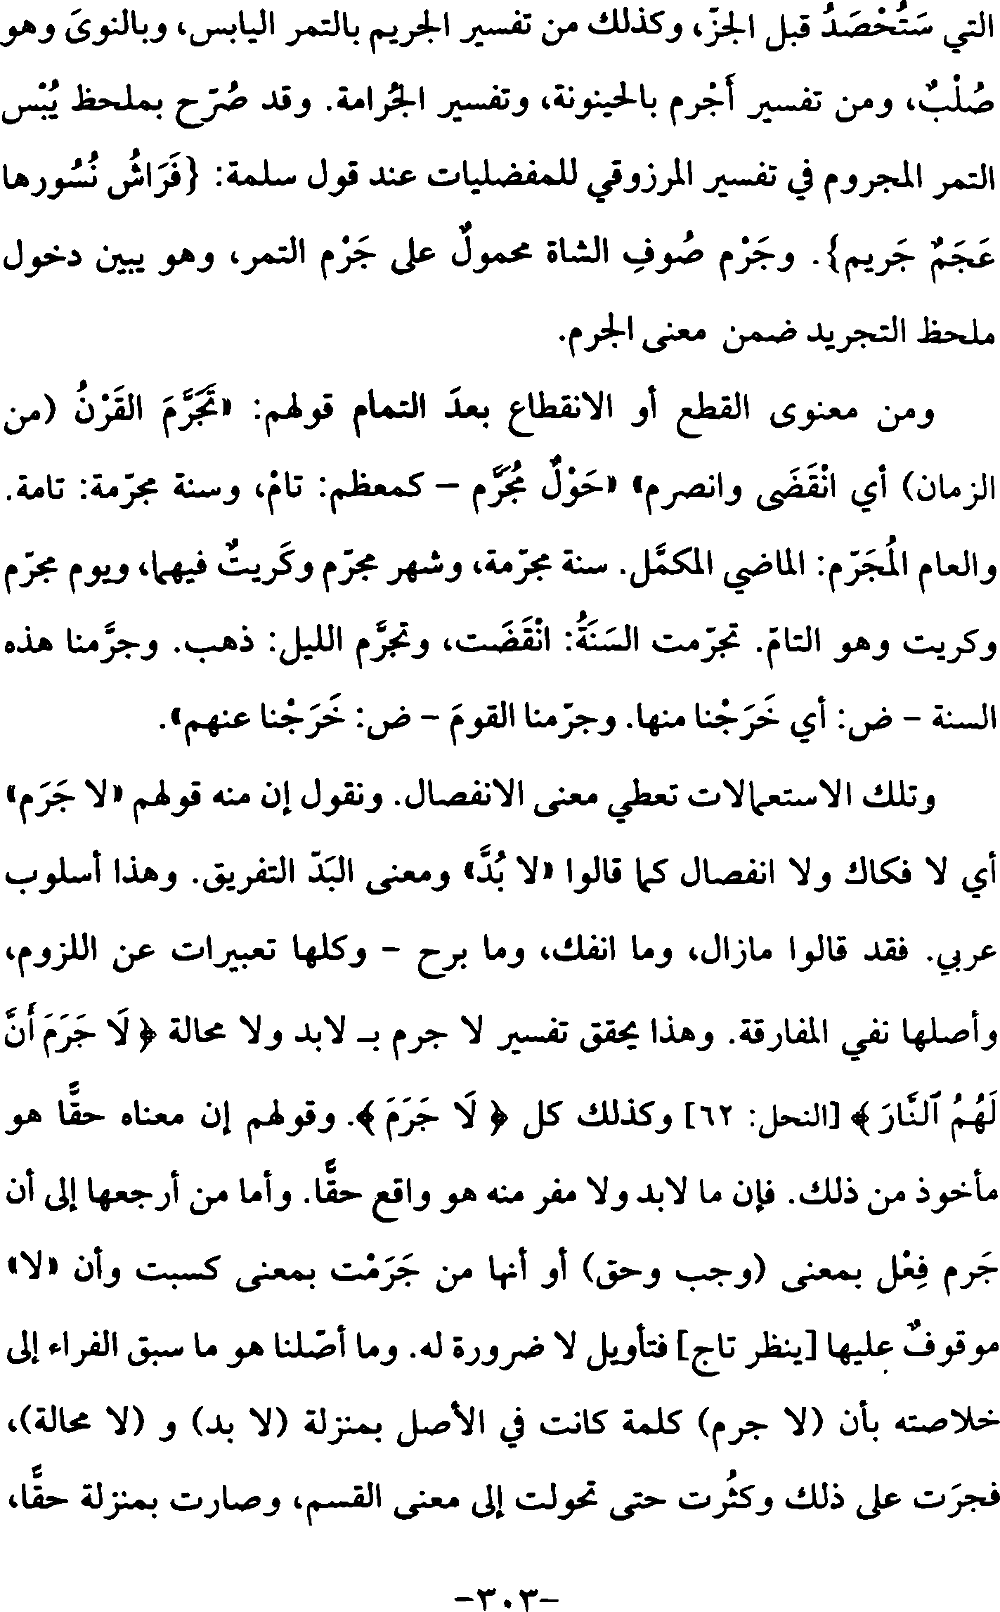 التي سَتُحْصَدُ قبل الجزّ، وكذلك من تفسير الجريم بالتمر اليابس، وبالنوىَ وهو
صُلْبٌ، ومن تفسير أَجْرم بالحينونة، وتفسير الجُرامة. وقد صُرّح بملحظ يُبْس
التمر المجروم في تفسير المرزوقي للمفضليات عند قول سلمة: {فَرَاشُ نُسُورها
عَجَمٌ جَريم}. وجَرْم صُوفِ الشاة محمولٌ على جَرْم التمر، وهو يبين دخول
ملحظ التجريد ضمن معنى الجرم.
ومن معنوى القطع أو الانقطاع بعدَ التمام قولهم: «تَجَرَّمَ القَرْنُ (من
الزمان) أي انْقَضَى وانصرم» «حَوْلٌ مُجَرَّم – كمعظم: تامْ، وسنة مجرّمة: تامة.
والعام المُجَرّم: الماضي المكمَّل. سنة مجرّمة، وشهر مجرّم وكَريتٌ فيهما، ويوم مجرّم
وكريت وهو التامّ. تجرّمت السَنَةُ: انْقَضَت، وتجرَّم الليل: ذهب. وجرَّمنا هذه
السنة – ض: أي خَرَجْنا منها. وجرّمنا القومَ – ض: خَرَجْنا عنهم».
وتلك الاستعمالات تعطي معنى الانفصال. ونقول إن منه قولهم «لا جَرَم»
أي لا فكاك ولا انفصال كما قالوا «لا بُدَّ» ومعنى البَدّ التفريق. وهذا أسلوب
عربي. فقد قالوا مازال، وما انفك، وما برح – وكلها تعبيرات عن اللزوم،
وأصلها نفي المفارقة. وهذا يحقق تفسير لا جرم بـ لابد ولا محالة ﴿ لَا جَرَمَ أَنَّ
لَهُمُ ٱلنَّارَ ﴾ [النحل: ٦٢] وكذلك كل ﴿ لَا جَرَمَ ﴾. وقولهم إن معناه حقًّا هو
مأخوذ من ذلك. فإن ما لابد ولا مفر منه هو واقع حقًّا. وأما من أرجعها إلى أن
جَرم فِعْل بمعنى (وجب وحق) أو أنها من جَرَمْت بمعنى كسبت وأن «لا»
موقوفٌ عليها [ينظر تاج] فتأويل لا ضرورة له. وما أصّلنا هو ما سبق الفراء إلى
خلاصته بأن (لا جرم) كلمة كانت في الأصل بمنزلة (لا بد) و (لا محالة)،
فجرَت على ذلك وكثُرت حتى تحولت إلى معنى القسم، وصارت بمنزلة حقًّا،
-٣٠٣-